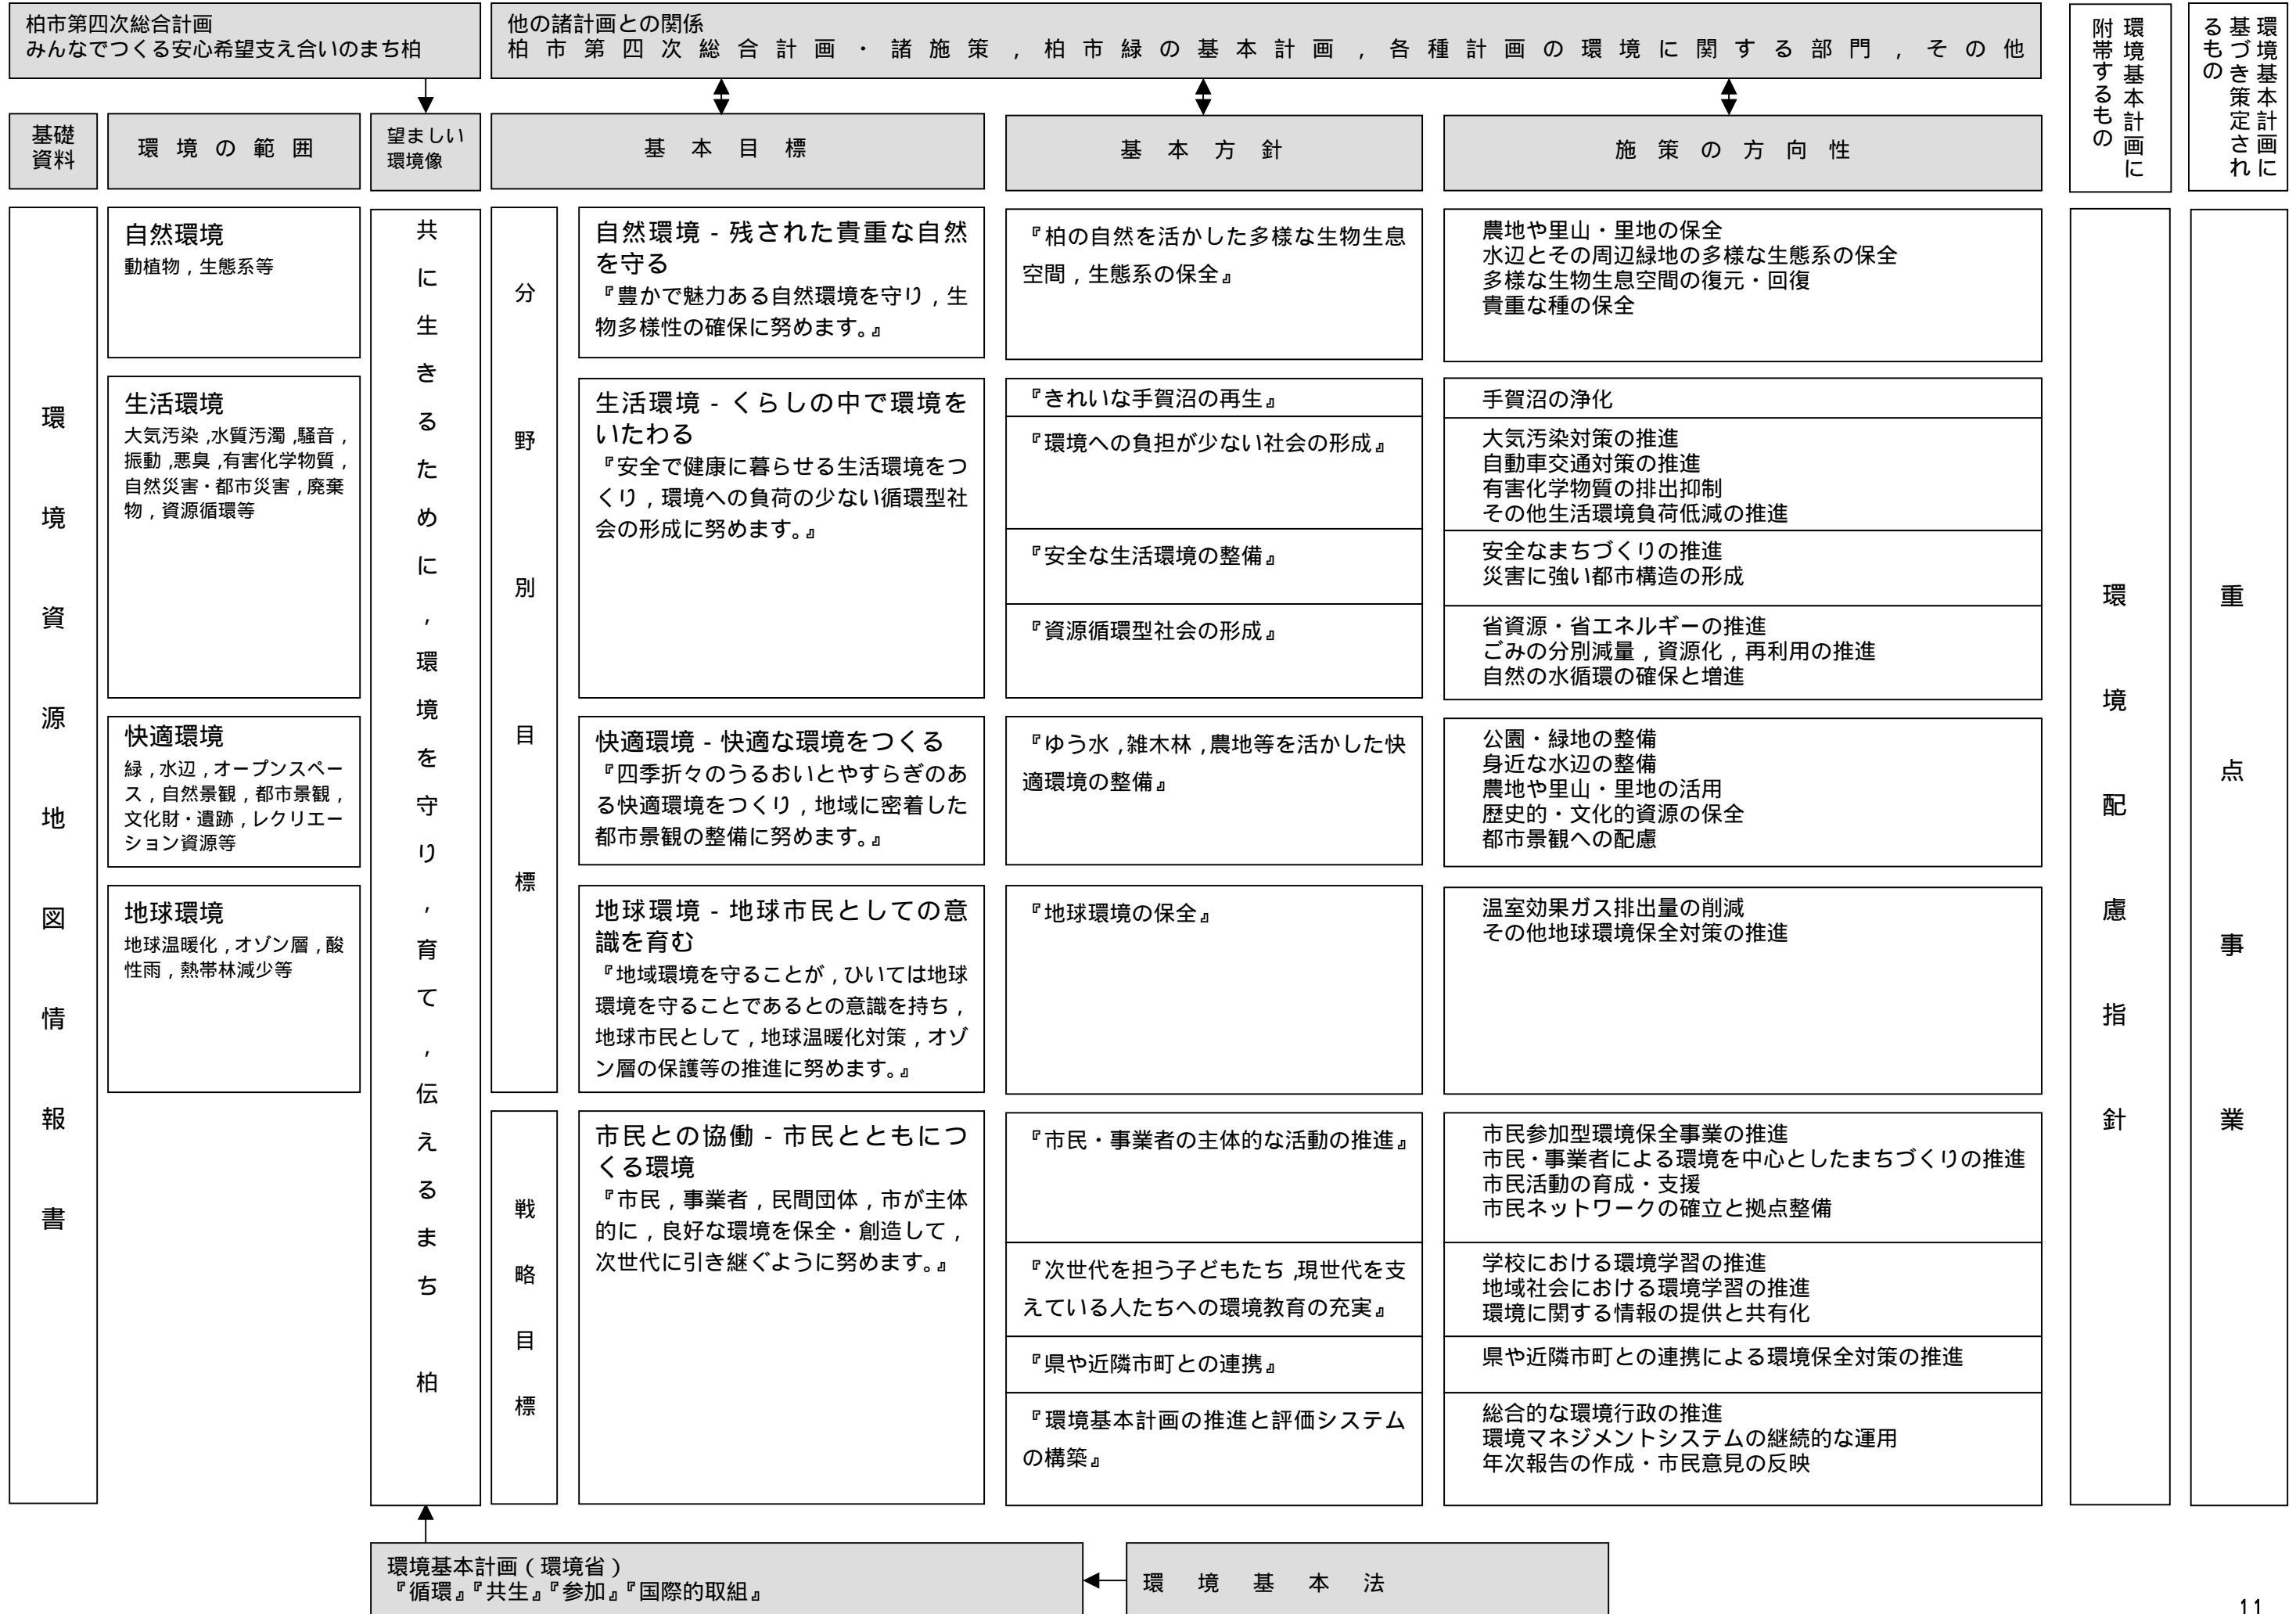 柏市第四次総合計画
みんなでつくる安心希望支え合いのまち柏
他の諸計画との関係
柏市第四次総合計画・諸施策，柏市緑の基本計画，各種計画の環境に関する部門，その他
環境基本計画に
附帯するもの
環境基本計画に
基づき策定され
るもの
基礎
資料
環境の範囲
望ましい
環境像
基本目標
基本方針
施策の方向性
環境資源地図情報書
自然環境
動植物，生態系等
生活環境
大気汚染，水質汚濁，騒音，
振動，悪臭，有害化学物質，
自然災害・都市災害，廃棄
物，資源循環等
快適環境
緑，水辺，オープンスペー
ス，自然景観，都市景観，
文化財・遺跡，レクリエー
ション資源等
地球環境
地球温暖化，オゾン層，酸
性雨，熱帯林減少等
共に生きるために，環境を守り，育て，伝えるまち　柏
分野別目標
自然環境‐残された貴重な自然
を守る
『豊かで魅力ある自然環境を守り，生
物多様性の確保に努めます。』
『柏の自然を活かした多様な生物生息
空間，生態系の保全』
農地や里山・里地の保全
水辺とその周辺緑地の多様な生態系の保全
多様な生物生息空間の復元・回復
貴重な種の保全
生活環境‐くらしの中で環境を
いたわる
『安全で健康に暮らせる生活環境をつ
くり，環境への負荷の少ない循環型社
会の形成に努めます。』
『きれいな手賀沼の再生』
手賀沼の浄化
『環境への負担が少ない社会の形成』
大気汚染対策の推進
自動車交通対策の推進
有害化学物質の排出抑制
その他生活環境負荷低減の推進
『安全な生活環境の整備』
安全なまちづくりの推進
災害に強い都市構造の形成
『資源循環型社会の形成』
省資源・省エネルギーの推進
ごみの分別減量，資源化，再利用の推進
自然の水循環の確保と増進
快適環境‐快適な環境をつくる
『四季折々のうるおいとやすらぎのあ
る快適環境をつくり，地域に密着した
都市景観の整備に努めます。』
『ゆう水，雑木林，農地等を活かした快
適環境の整備』
公園・緑地の整備
身近な水辺の整備
農地や里山・里地の活用
歴史的・文化的資源の保全
都市景観への配慮
地球環境‐地球市民としての意
識を育む
『地域環境を守ることが，ひいては地球
環境を守ることであるとの意識を持ち，
地球市民として，地球温暖化対策，オゾ
ン層の保護等の推進に努めます。』
『地球環境の保全』
温室効果ガス排出量の削減
その他地球環境保全対策の推進
戦略目標
市民との協働‐市民とともにつ
くる環境
『市民，事業者，民間団体，市が主体
的に，良好な環境を保全・創造して，
次世代に引き継ぐように努めます。』
『市民・事業者の主体的な活動の推進』
市民参加型環境保全事業の推進
市民・事業者による環境を中心としたまちづくりの推進
市民活動の育成・支援
市民ネットワークの確立と拠点整備
『次世代を担う子どもたち，現世代を支
えている人たちへの環境教育の充実』
学校における環境学習の推進
地域社会における環境学習の推進
環境に関する情報の提供と共有化
『県や近隣市町との連携』
県や近隣市町との連携による環境保全対策の推進
『環境基本計画の推進と評価システム
の構築』
総合的な環境行政の推進
環境マネジメントシステムの継続的な運用
年次報告の作成・市民意見の反映
環境配慮指針
重点事業
環境基本計画（環境省）
『循環』『共生』『参加』『国際的取組』
環境基本法
11